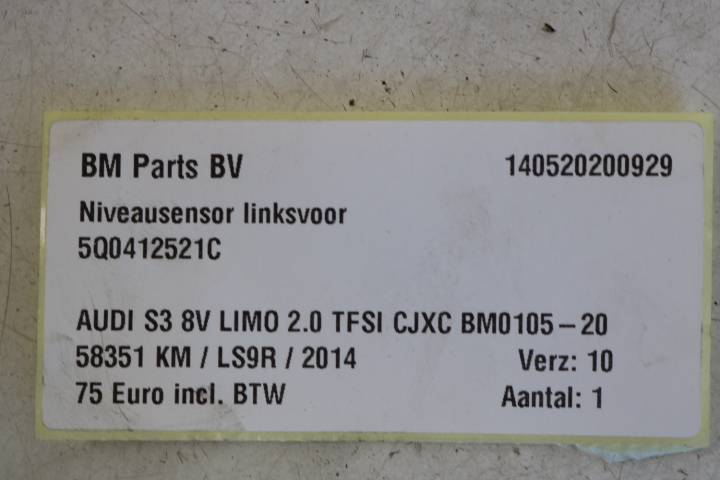 BM Parts BV 140520200929
Niveausensor linksvoor
5Q0412521C
AUDI S3 8V LIMO 2.0 TFSI CJXC BM0105-20
58351 KM / LS9R / 2014 Verz: 10
75 Euro incl. BTW Aantal: 1